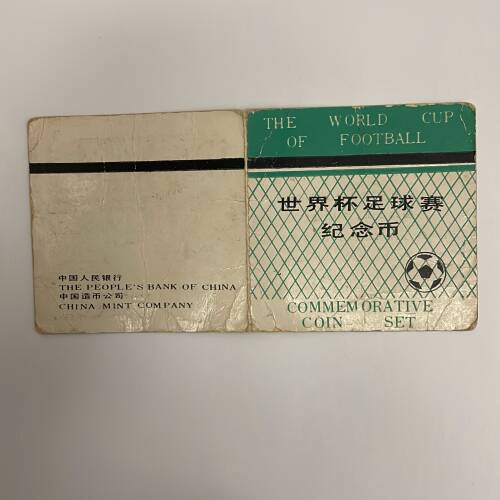 中国人民银行
THE PEOPLE'S BANK OF CHINA
中国造币公司
CHINA MINT COMPANY
THE WORLD CUP
OF FOOTBALL
世界杯足球赛
纪念币
COMMEMORATIVE
COIN SET